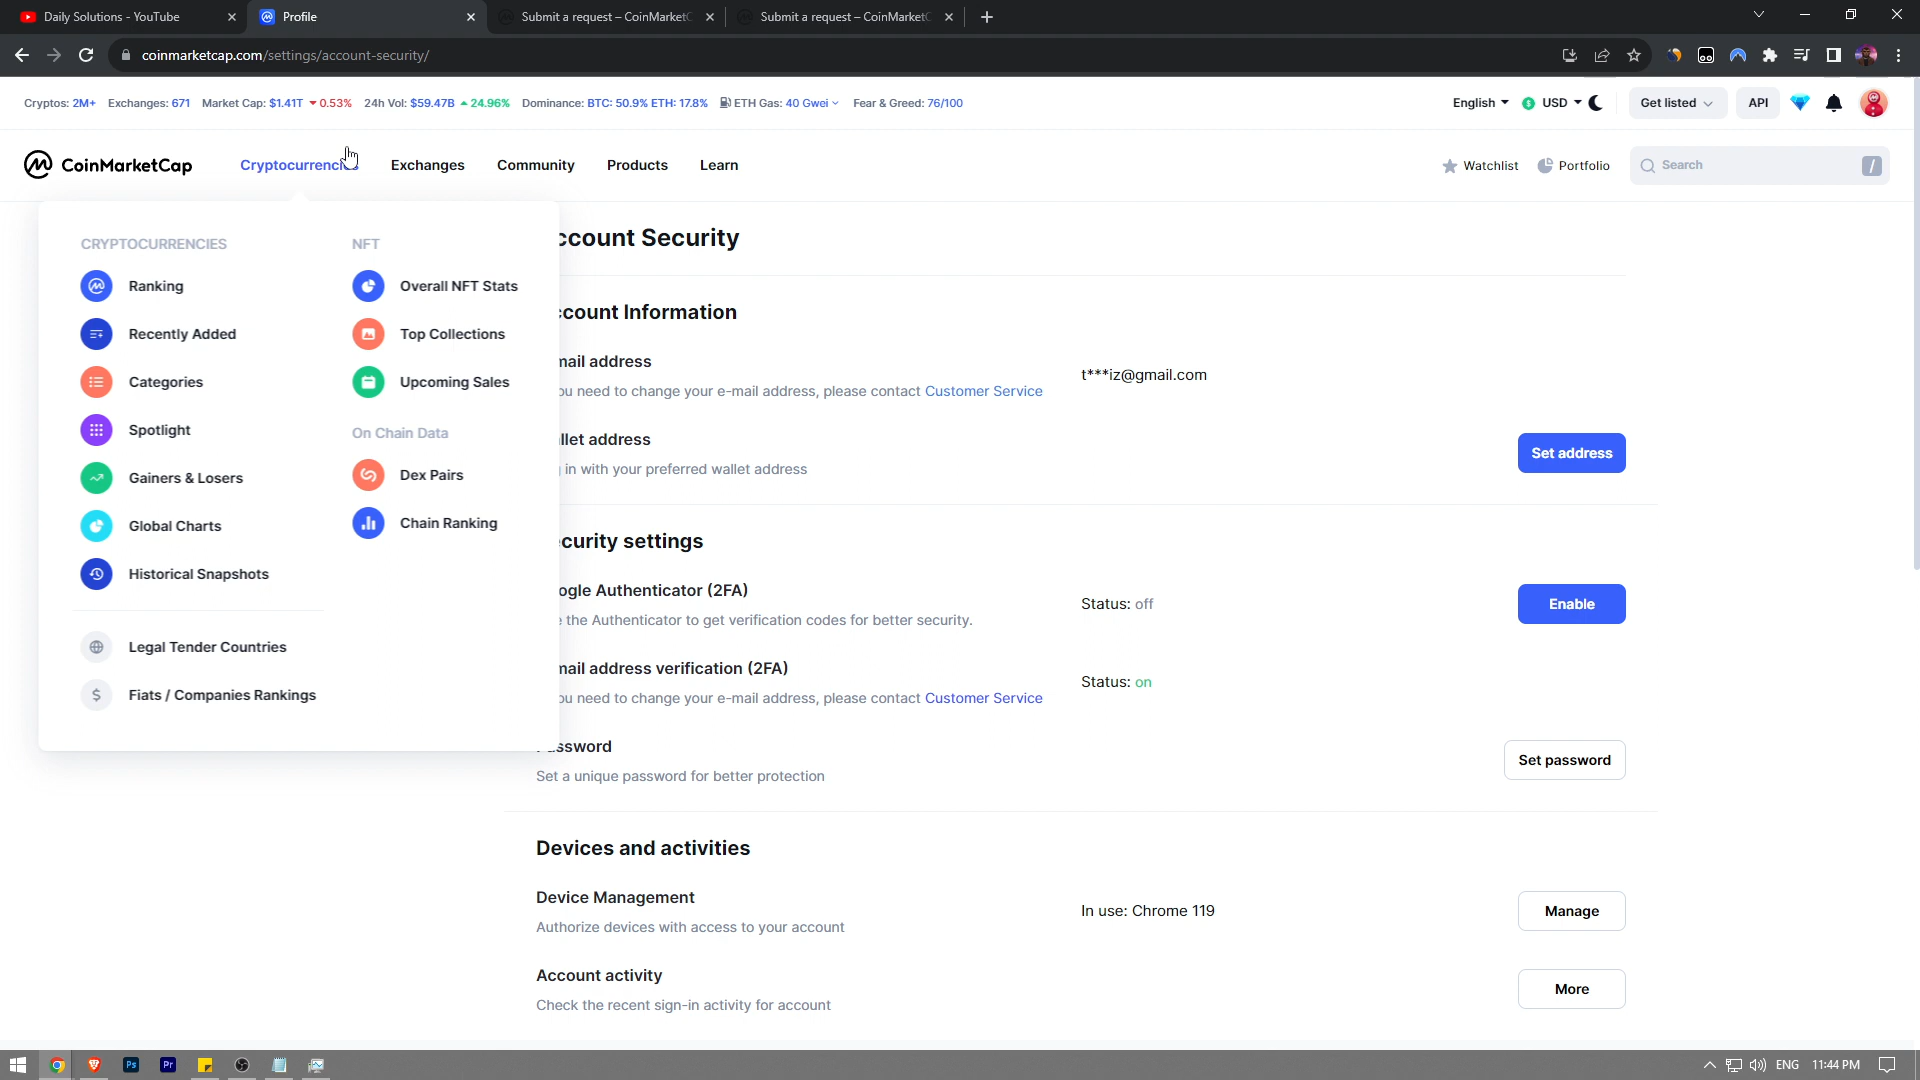 Daily Solutions - YouTube
Profile
Submit a request – CoinMarketC
Submit a request – CoinMarketC
coinmarketcap.com/settings/account-security/
Cryptos: 2M+ Exchanges: 671 Market Cap: $1.41T 0.53% 24h Vol: $59.47B 24.96% Dominance: BTC: 50.9% ETH: 17.8% ETH Gas: 40 Gwei Fear & Greed: 76/100
English USD Get listed API
CoinMarketCap Cryptocurrencies Exchanges Community Products Learn
Watchlist Portfolio Search /
CRYPTOCURRENCIES
Ranking
Recently Added
Categories
Spotlight
Gainers & Losers
Global Charts
Historical Snapshots
Legal Tender Countries
Fiats / Companies Rankings
NFT
Overall NFT Stats
Top Collections
Upcoming Sales
On Chain Data
Dex Pairs
Chain Ranking
ccount Security
ccount Information
mail address
ou need to change your e-mail address, please contact Customer Service
t***iz@gmail.com
llet address
in with your preferred wallet address
Set address
curity settings
ogle Authenticator (2FA)
the Authenticator to get verification codes for better security.
Status: off
Enable
mail address verification (2FA)
ou need to change your e-mail address, please contact Customer Service
Status: on
Password
Set a unique password for better protection
Set password
Devices and activities
Device Management
Authorize devices with access to your account
In use: Chrome 119
Manage
Account activity
Check the recent sign-in activity for account
More
Ps
Pr
ENG 11:44 PM